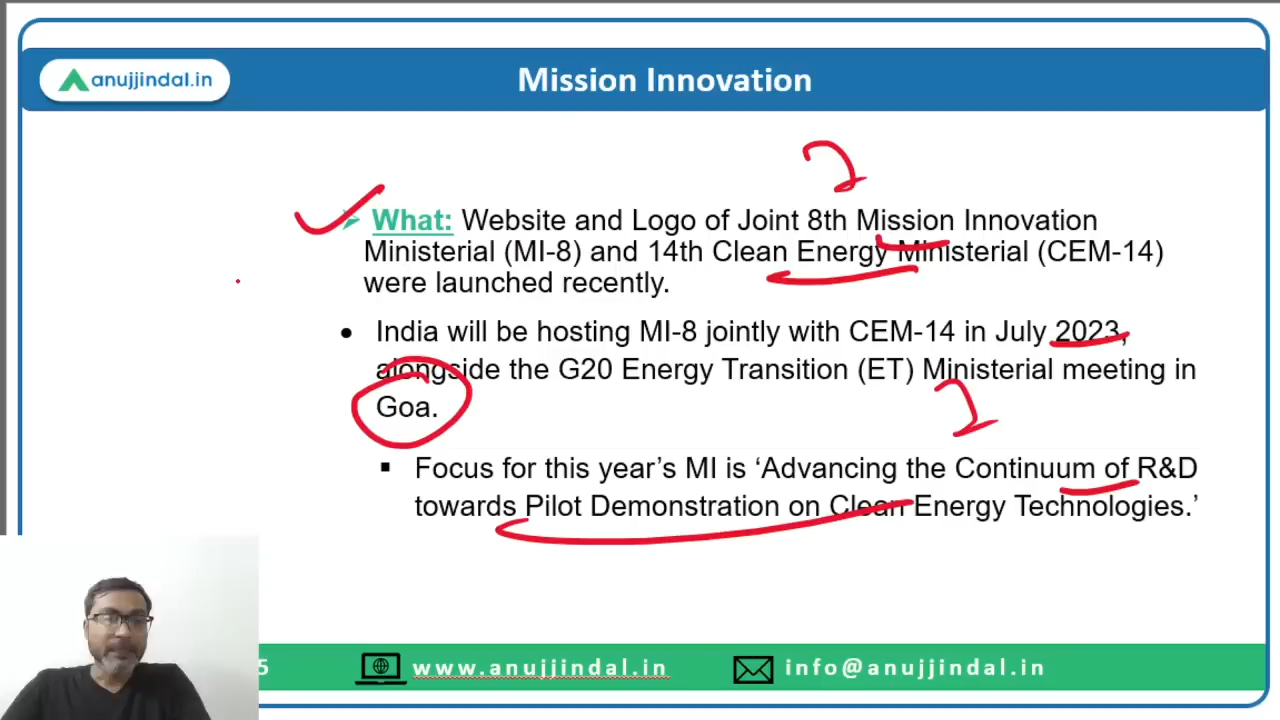 anujjindal.in
Mission Innovation
What: Website and Logo of Joint 8th Mission Innovation
Ministerial (MI-8) and 14th Clean Energy Ministerial (CEM-14)
were launched recently.
India will be hosting MI-8 jointly with CEM-14 in July 2023,
alongside the G20 Energy Transition (ET) Ministerial meeting in
Goa.
Focus for this year’s MI is ‘Advancing the Continuum of R&D
towards Pilot Demonstration on Clean Energy Technologies.’
5 www.anujjindal.in info@anujjindal.in